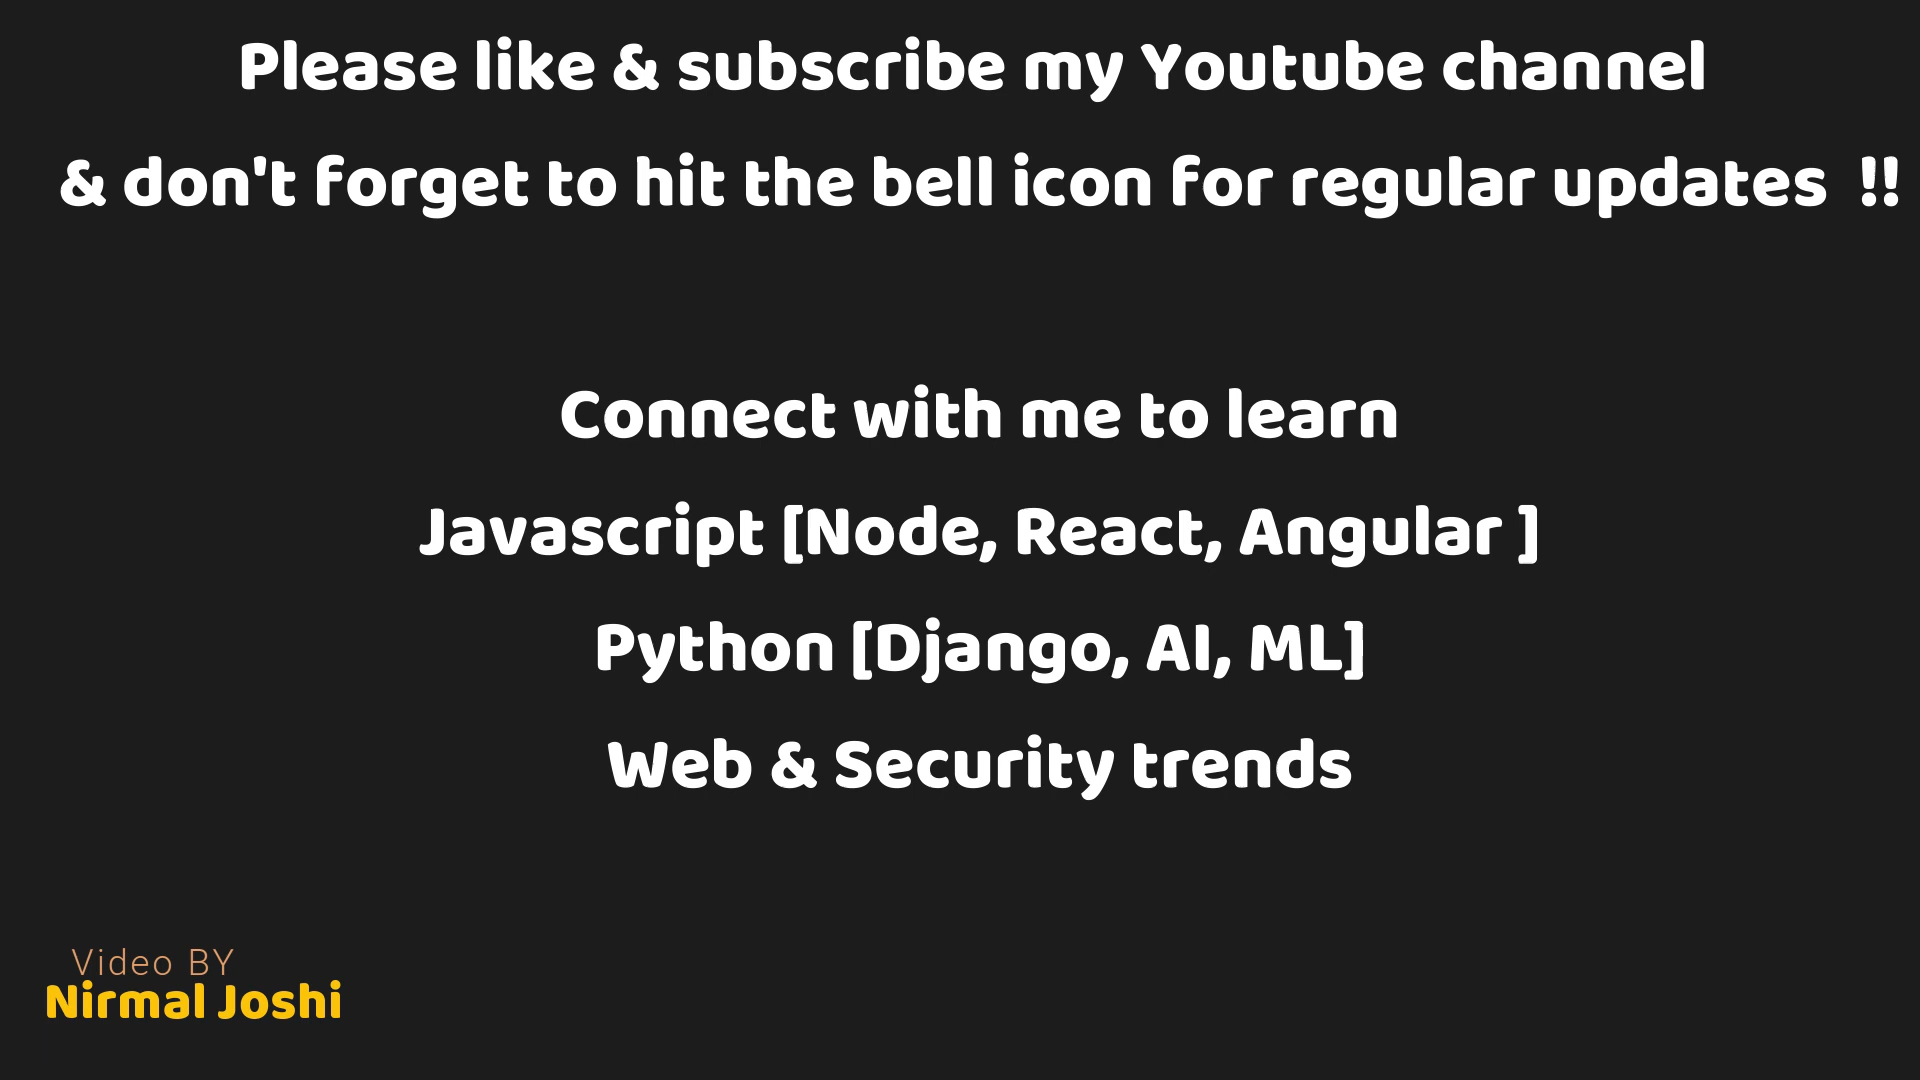 Please like & subscribe my Youtube channel
& don't forget to hit the bell icon for regular updates  !!
Connect with me to learn
Javascript [Node, React, Angular ]
Python [Django, AI, ML]
Web & Security trends
Video BY
Nirmal Joshi